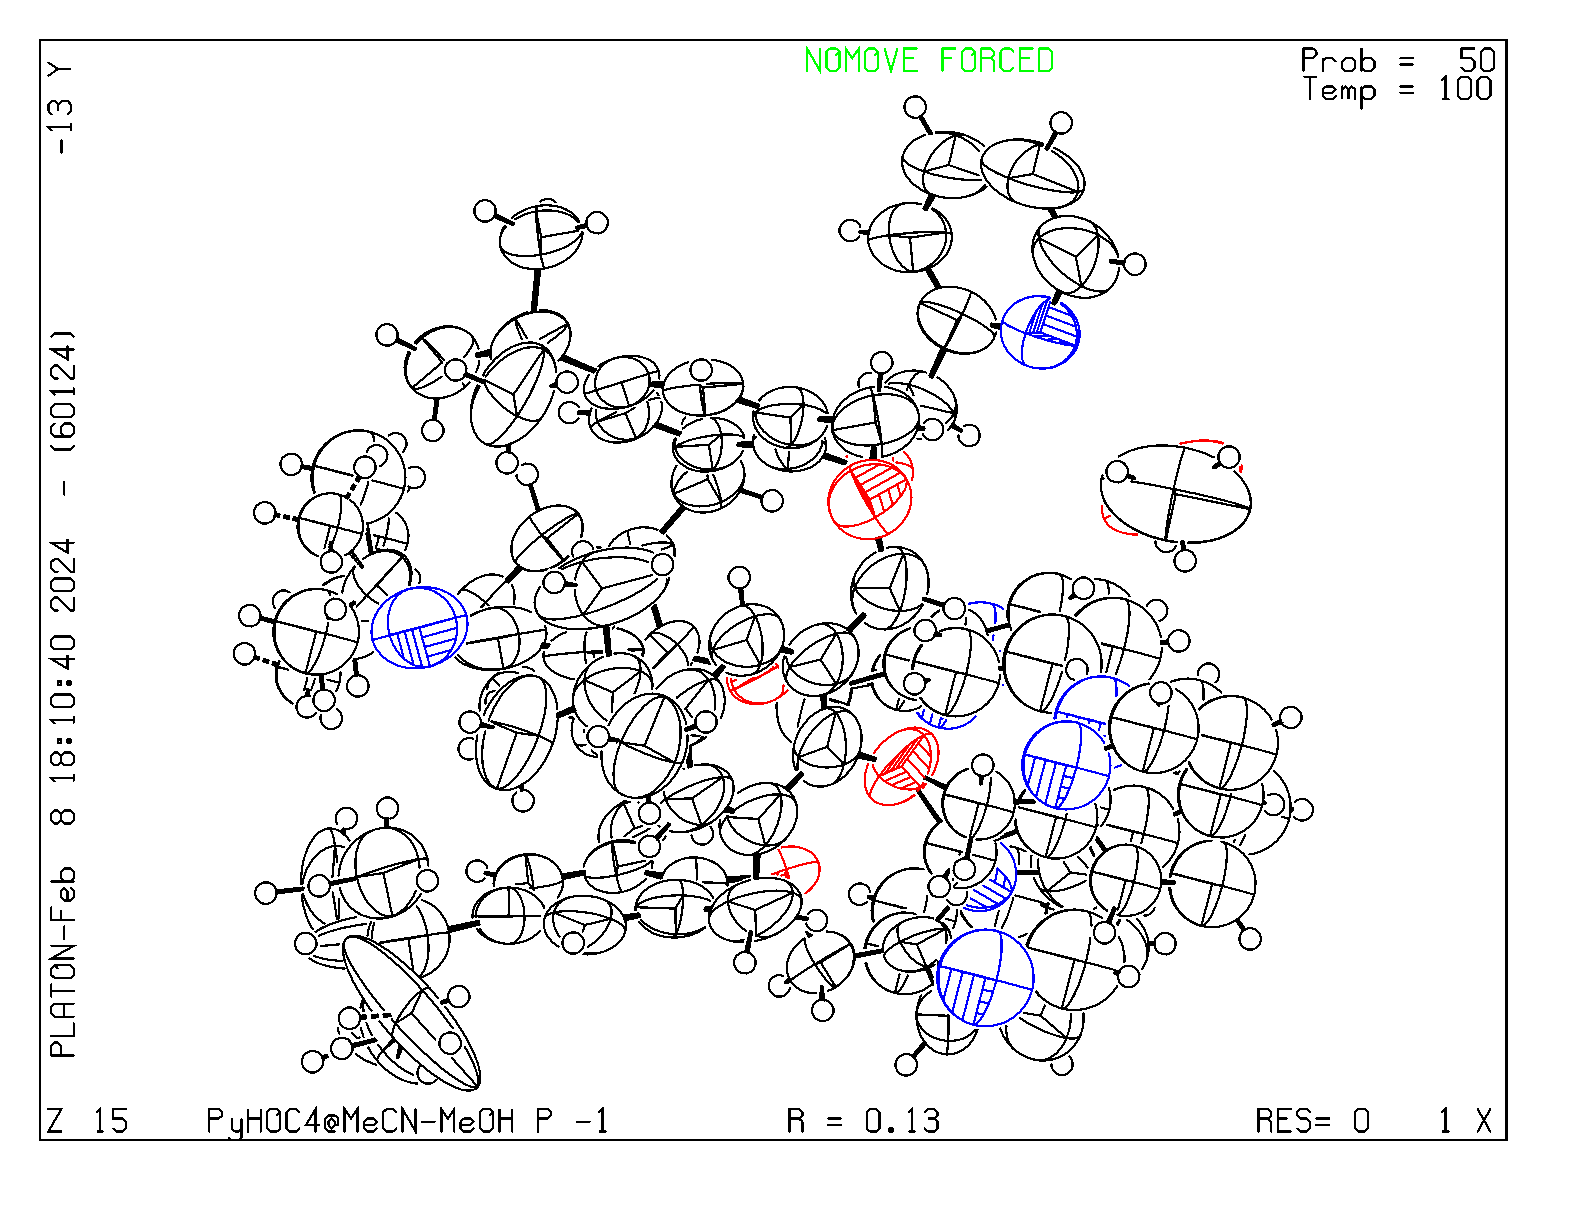 NOMOVE FORCED
Prob = 50
Temp = 100
PLATON-Feb 8 18:10:40 2024 - (60124) -13 Y
Z 15 PyHOC4@MeCN-MeOH P -1 R = 0.13 RES= 0 1 X